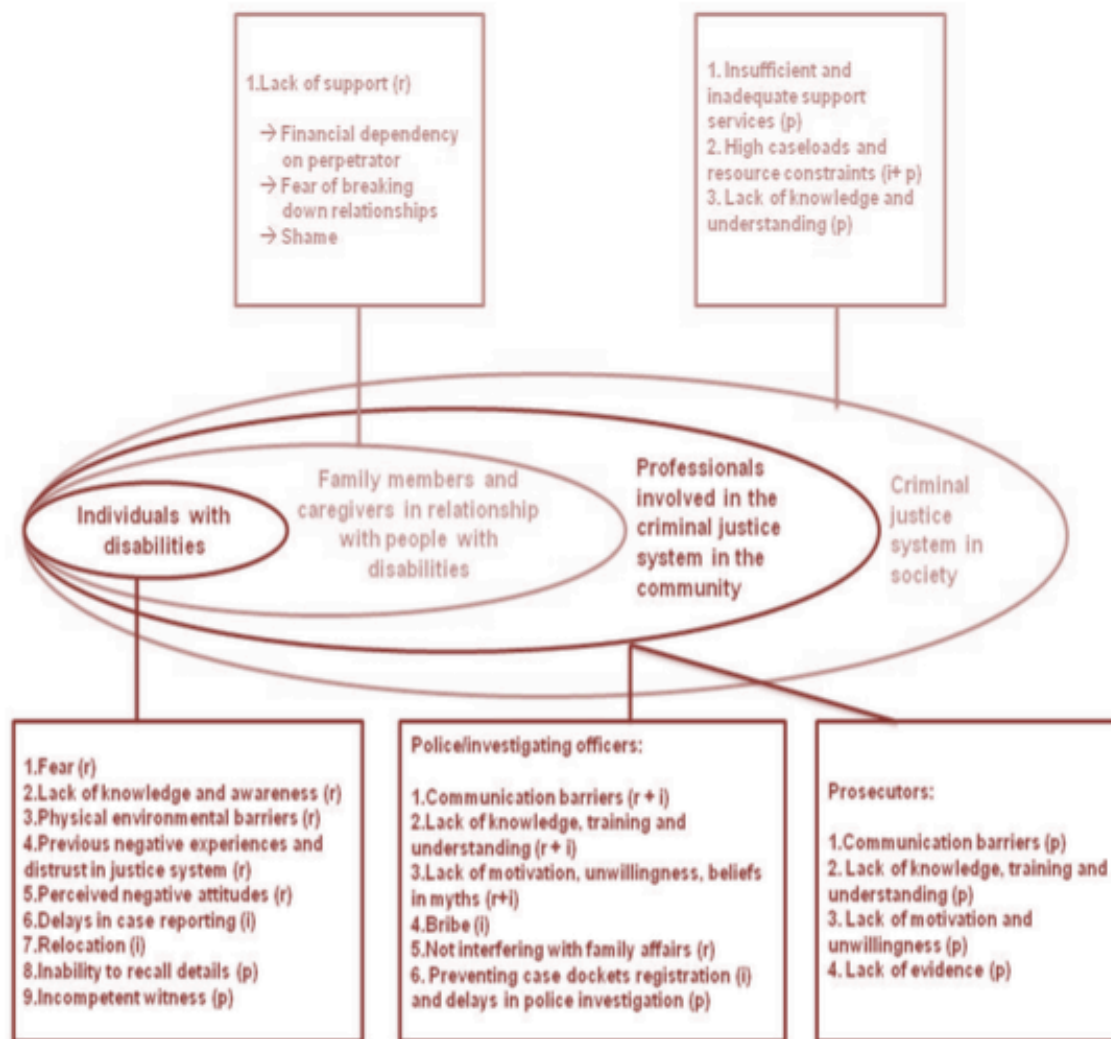 1.Lack of support (r)
→ Financial dependency
on perpetrator
→ Fear of breaking
down relationships
→ Shame
1. Insufficient and
inadequate support
services (p)
2. High caseloads and
resource constraints (i+ p)
3. Lack of knowledge and
understanding (p)
Individuals with
disabilities
Family members and
caregivers in relationship
with people with
disabilities
Professionals
involved in the
criminal justice
system in the
community
Criminal
justice
system in
society
1.Fear (r)
2.Lack of knowledge and awareness (r)
3.Physical environmental barriers (r)
4.Previous negative experiences and
distrust in justice system (r)
5.Perceived negative attitudes (r)
6.Delays in case reporting (i)
7.Relocation (i)
8.Inability to recall details (p)
9.Incompetent witness (p)
Police/investigating officers:
1.Communication barriers (r + i)
2.Lack of knowledge, training and
understanding (r + i)
3.Lack of motivation, unwillingness, beliefs
in myths (r+i)
4.Bribe (i)
5.Not interfering with family affairs (r)
6. Preventing case dockets registration (i)
and delays in police investigation (p)
Prosecutors:
1.Communication barriers (p)
2. Lack of knowledge, training and
understanding (p)
3. Lack of motivation and
unwillingness (p)
4. Lack of evidence (p)